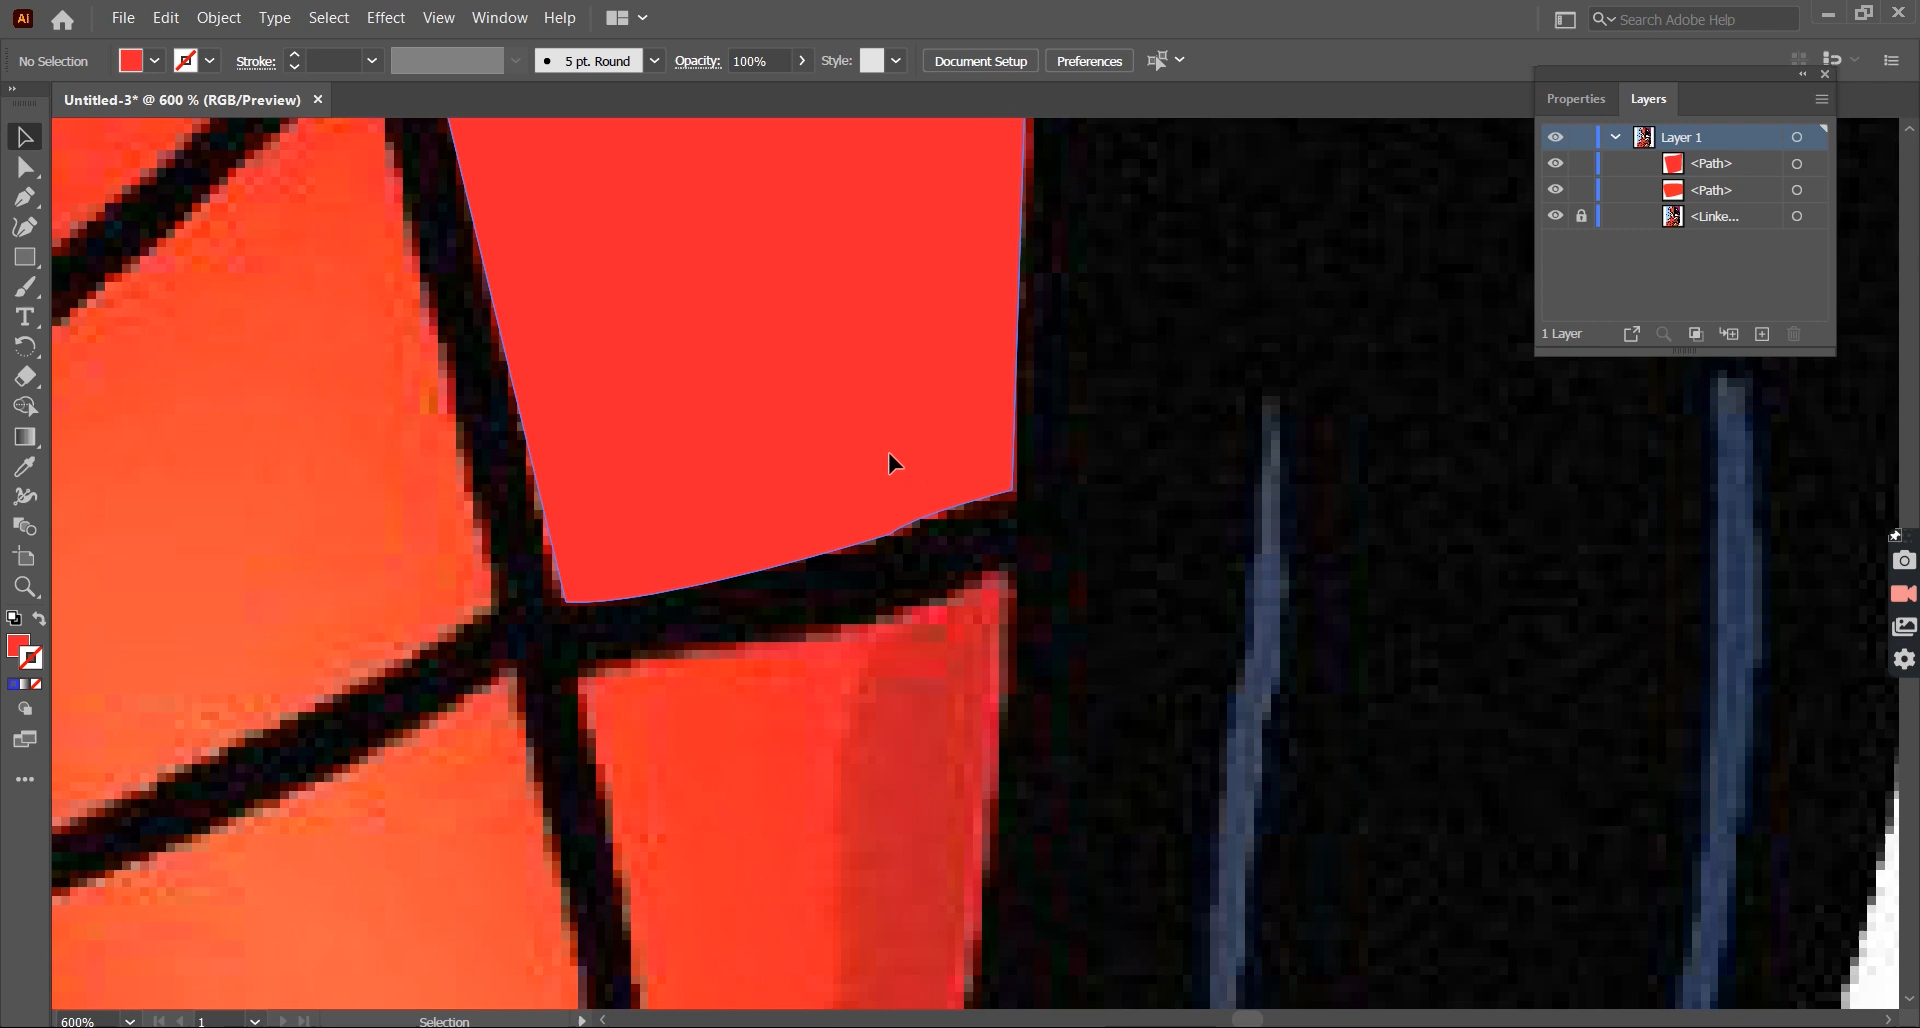 Ai File Edit Object Type Select Effect View Window Help Search Adobe Help
No Selection Stroke: 5 pt. Round Opacity: 100% Style: Document Setup Preferences
Untitled-3* @ 600 % (RGB/Preview)
Properties Layers
Layer 1
<Path>
<Path>
<Linke...
1 Layer
600% 1 Selection